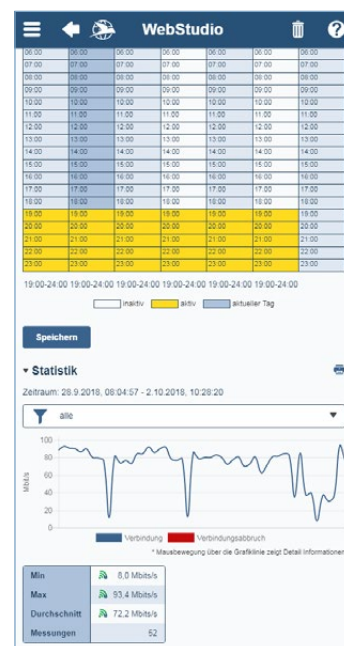 WebStudio
06:00 06:00 06:00 06:00 06:00 06:00 06:00
07:00 07:00 07:00 07:00 07:00 07:00 07:00
08:00 08:00 08:00 08:00 08:00 08:00 08:00
09:00 09:00 09:00 09:00 09:00 09:00 09:00
10:00 10:00 10:00 10:00 10:00 10:00 10:00
11:00 11:00 11:00 11:00 11:00 11:00 11:00
12:00 12:00 12:00 12:00 12:00 12:00 12:00
13:00 13:00 13:00 13:00 13:00 13:00 13:00
14:00 14:00 14:00 14:00 14:00 14:00 14:00
15:00 15:00 15:00 15:00 15:00 15:00 15:00
16:00 16:00 16:00 16:00 16:00 16:00 16:00
17:00 17:00 17:00 17:00 17:00 17:00 17:00
18:00 18:00 18:00 18:00 18:00 18:00 18:00
19:00 19:00 19:00 19:00 19:00 19:00 19:00
20:00 20:00 20:00 20:00 20:00 20:00 20:00
21:00 21:00 21:00 21:00 21:00 21:00 21:00
22:00 22:00 22:00 22:00 22:00 22:00 22:00
23:00 23:00 23:00 23:00 23:00 23:00 23:00
19:00-24:00 19:00-24:00 19:00-24:00 19:00-24:00 19:00-24:00 19:00-24:00
inaktiv aktiv aktueller Tag
Speichern
Statistik
Zeitraum: 28.9.2018, 08:04:57 - 2.10.2018, 10:28:20
alle
100
80
60
40
20
0
Mbit/s
Verbindung Verbindungsabbruch
* Mausbewegung über die Grafiklinie zeigt Detail Informationen
Min 8,0 Mbits/s
Max 93,4 Mbits/s
Durchschnitt 72,2 Mbits/s
Messungen 52